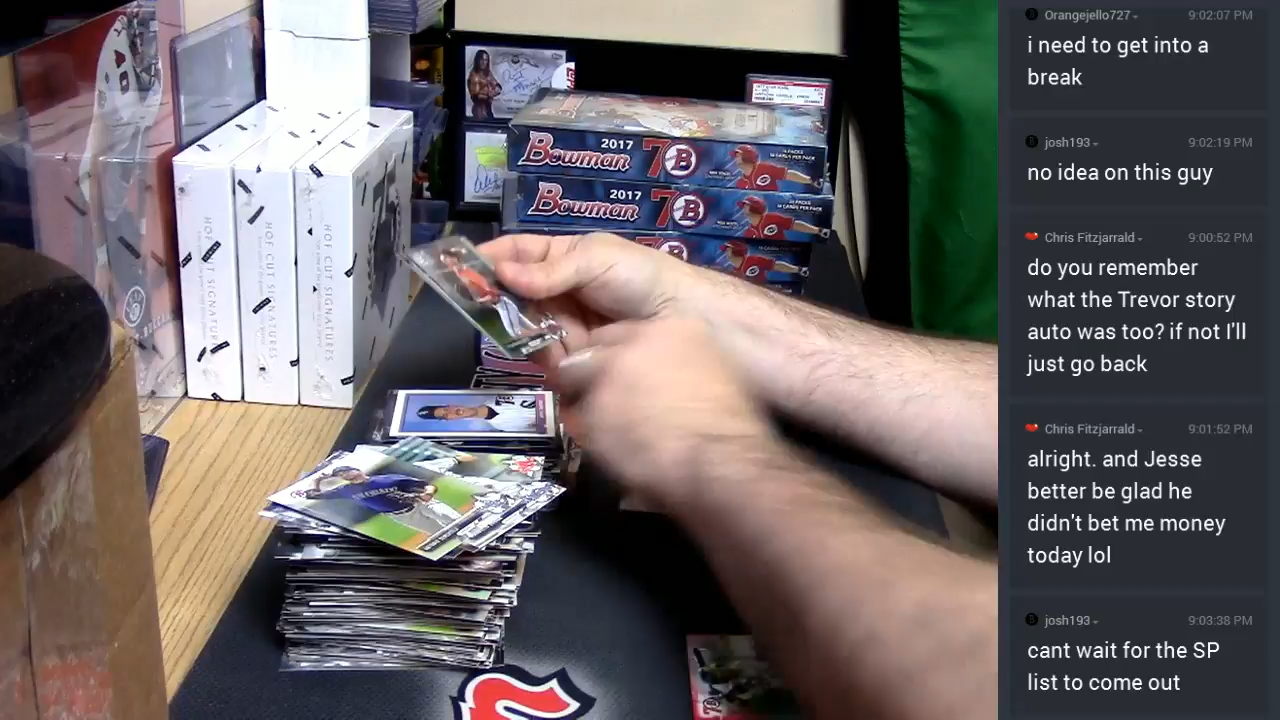 HOF CUT SIGNATURES
HOF CUT SIGNATURES
HOF CUT SIGNATURES
2017
Bowman
7
B
2017
Bowman
7
B
COLORADO
Orangejello727
9:02:07 PM
i need to get into a
break
josh193
9:02:19 PM
no idea on this guy
Chris Fitzjarrald
9:00:52 PM
do you remember
what the Trevor story
auto was too? if not I'll
just go back
Chris Fitzjarrald
9:01:52 PM
alright. and Jesse
better be glad he
didn't bet me money
today lol
josh193
9:03:38 PM
cant wait for the SP
list to come out